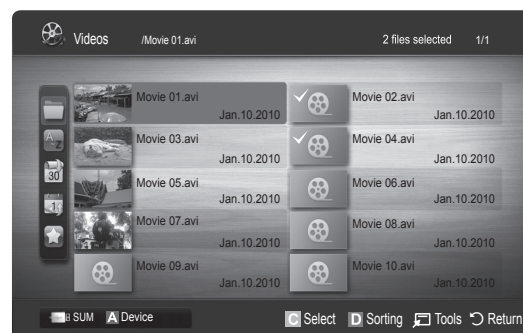 Videos /Movie 01.avi 2 files selected 1/1
Movie 01.avi Movie 02.avi
Jan.10.2010 Jan.10.2010
Movie 03.avi Movie 04.avi
Jan.10.2010 Jan.10.2010
Movie 05.avi Movie 06.avi
Jan.10.2010 Jan.10.2010
Movie 07.avi Movie 08.avi
Jan.10.2010 Jan.10.2010
Movie 09.avi Movie 10.avi
Jan.10.2010 Jan.10.2010
A Z
30
1
SUM A Device C Select D Sorting Tools Return